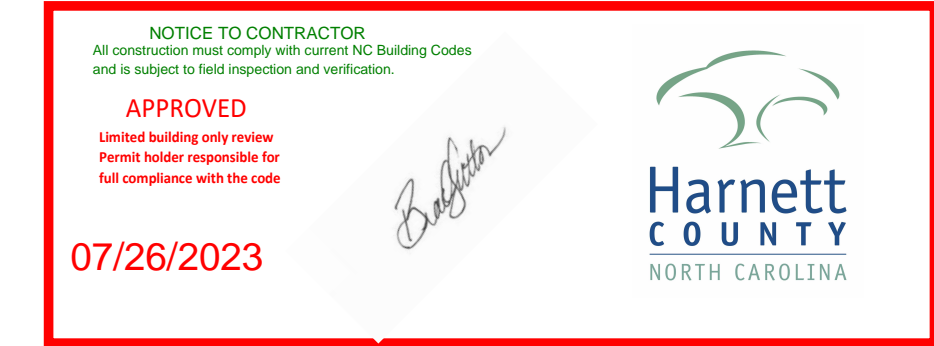 NOTICE TO CONTRACTOR
All construction must comply with current NC Building Codes
and is subject to field inspection and verification.
APPROVED
Limited building only review
Permit holder responsible for
full compliance with the code
Brad Sutton
07/26/2023
Harnett
COUNTY
NORTH CAROLINA